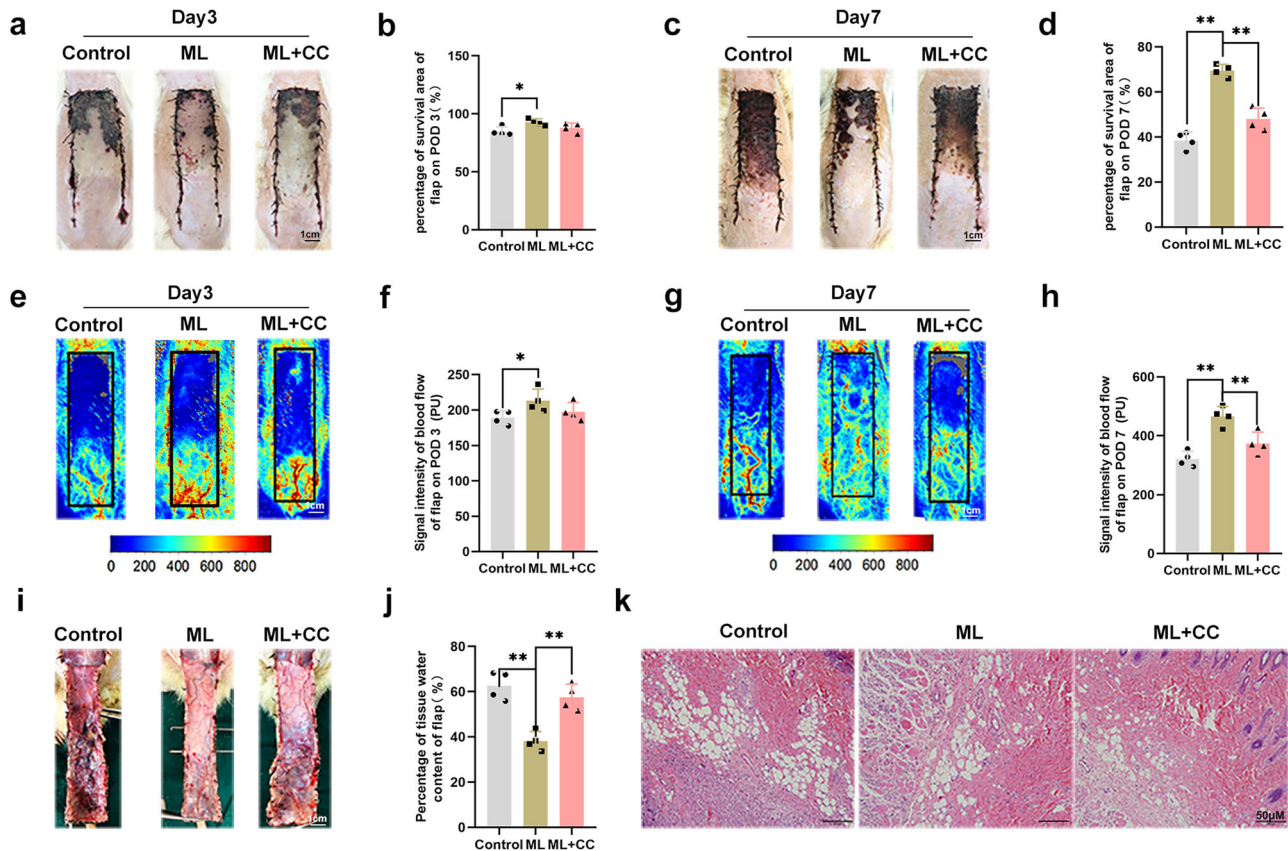 a
Day3
Control ML ML+CC
1cm
b
percentage of survival area of
flap on POD 3 (%)
150
100
50
0
*
Control ML ML+CC
c
Day7
Control ML ML+CC
1cm
d
percentage of survival area of
flap on POD 7 (%)
80
60
40
20
0
** **
Control ML ML+CC
e
Day3
Control ML ML+CC
1cm
0 200 400 600 800
f
Signal intensity of blood flow
of flap on POD 3 (PU)
250
200
150
100
50
0
*
Control ML ML+CC
g
Day7
Control ML ML+CC
1cm
0 200 400 600 800
h
Signal intensity of blood flow
of flap on POD 7 (PU)
600
400
200
0
** **
Control ML ML+CC
i
Control ML ML+CC
1cm
j
Percentage of tissue water
content of flap (%)
80
60
40
20
0
** **
Control ML ML+CC
k
Control ML ML+CC
50μM